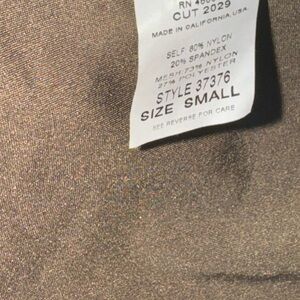 RN
CUT 2029
MADE IN CALIFORNIA, USA
SELF: 80% NYLON
20% SPANDEX
MESH: 73% NYLON
27% POLYESTER
STYLE 37376
SIZE SMALL
SEE REVERSE FOR CARE